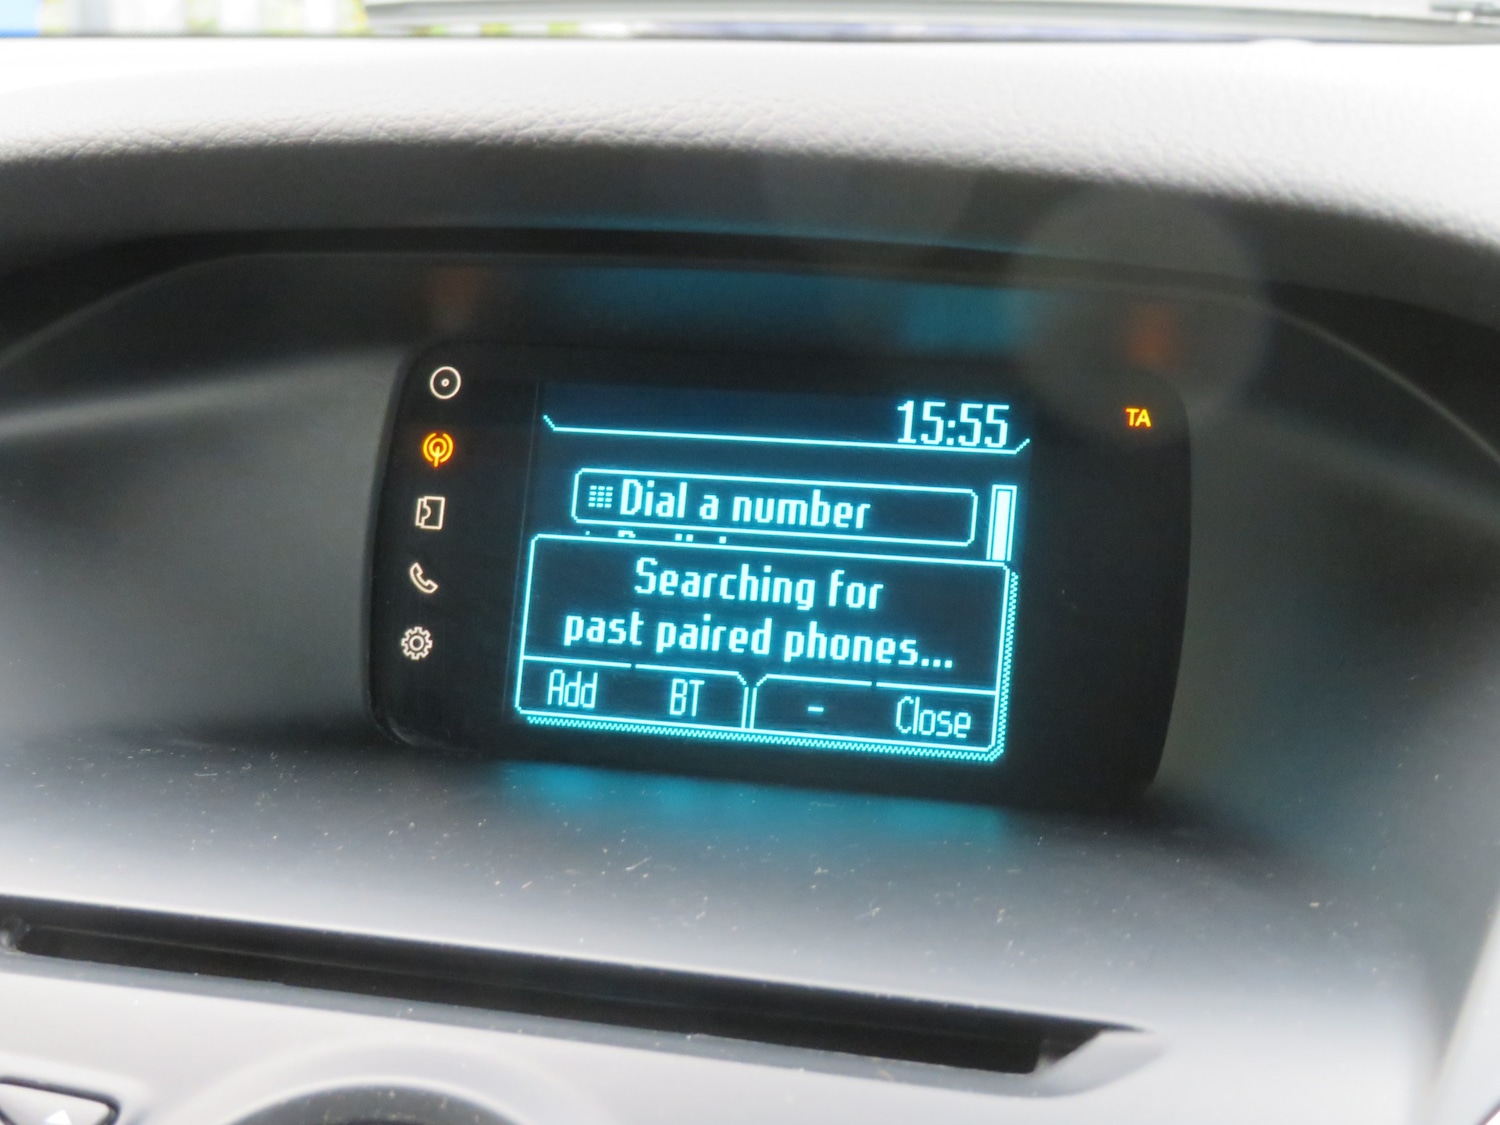 15:55
TA
Dial a number
Searching for
past paired phones...
Add BT - Close